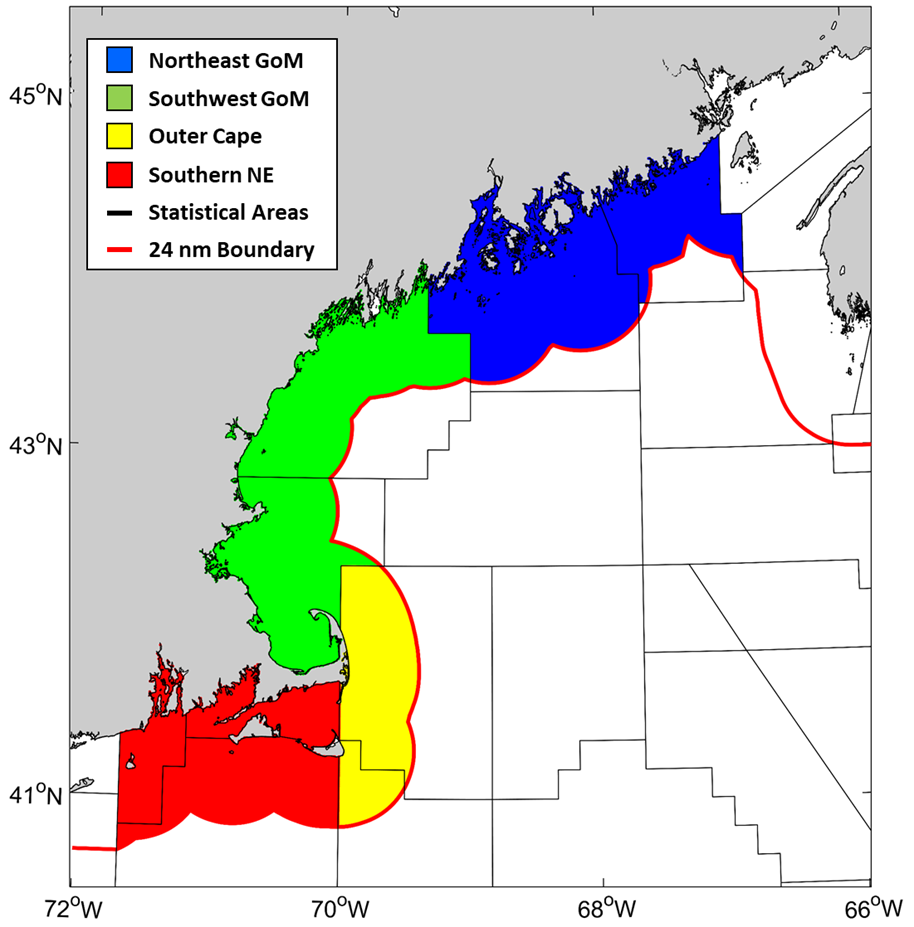 Northeast GoM
Southwest GoM
Outer Cape
Southern NE
Statistical Areas
24 nm Boundary
45°N
43°N
41°N
72°W
70°W
68°W
66°W